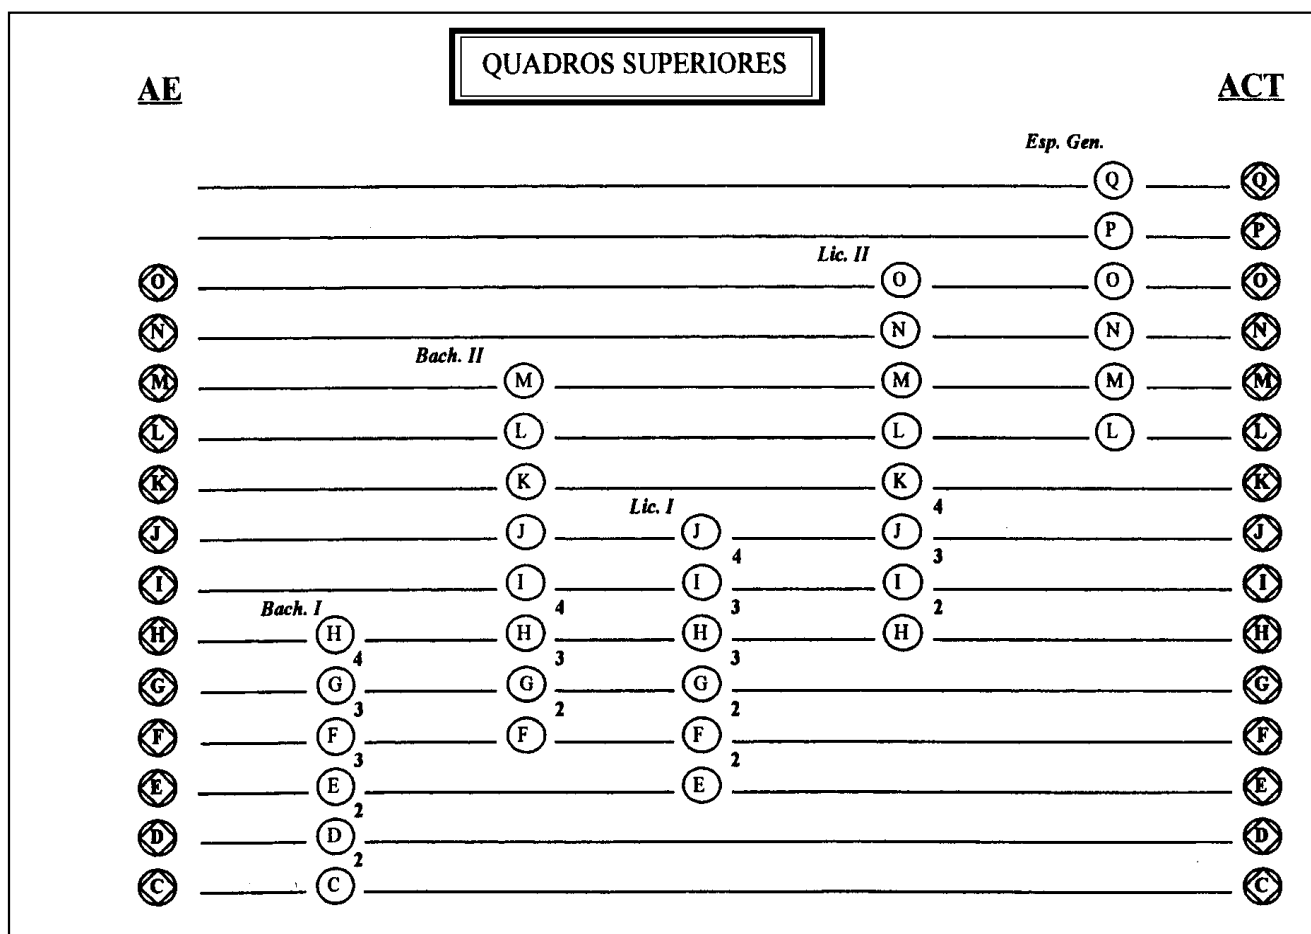 QUADROS SUPERIORES
AE
ACT
Esp. Gen.
Q Q
P P
Lic. II
O O O O
N N N N
Bach. II
M M M M M
L L L L L
K K K K
4
Lic. I
J J J J J
4 3
I I I I I
4 3 2
Bach. I
H H H H H H
4 3 3
G G G G G
3 2 2
F F F F F
3 2
E E E E
2
D D D
2
C C C